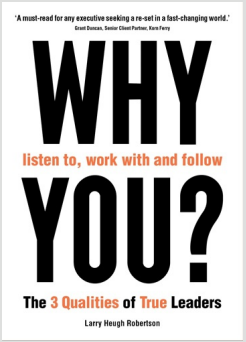 'A must-read for any executive seeking a re-set in a fast-changing world.'
Grant Duncan, Senior Client Partner, Korn Ferry
WHY
listen to, work with and follow
YOU?
The 3 Qualities of True Leaders
Larry Heugh Robertson